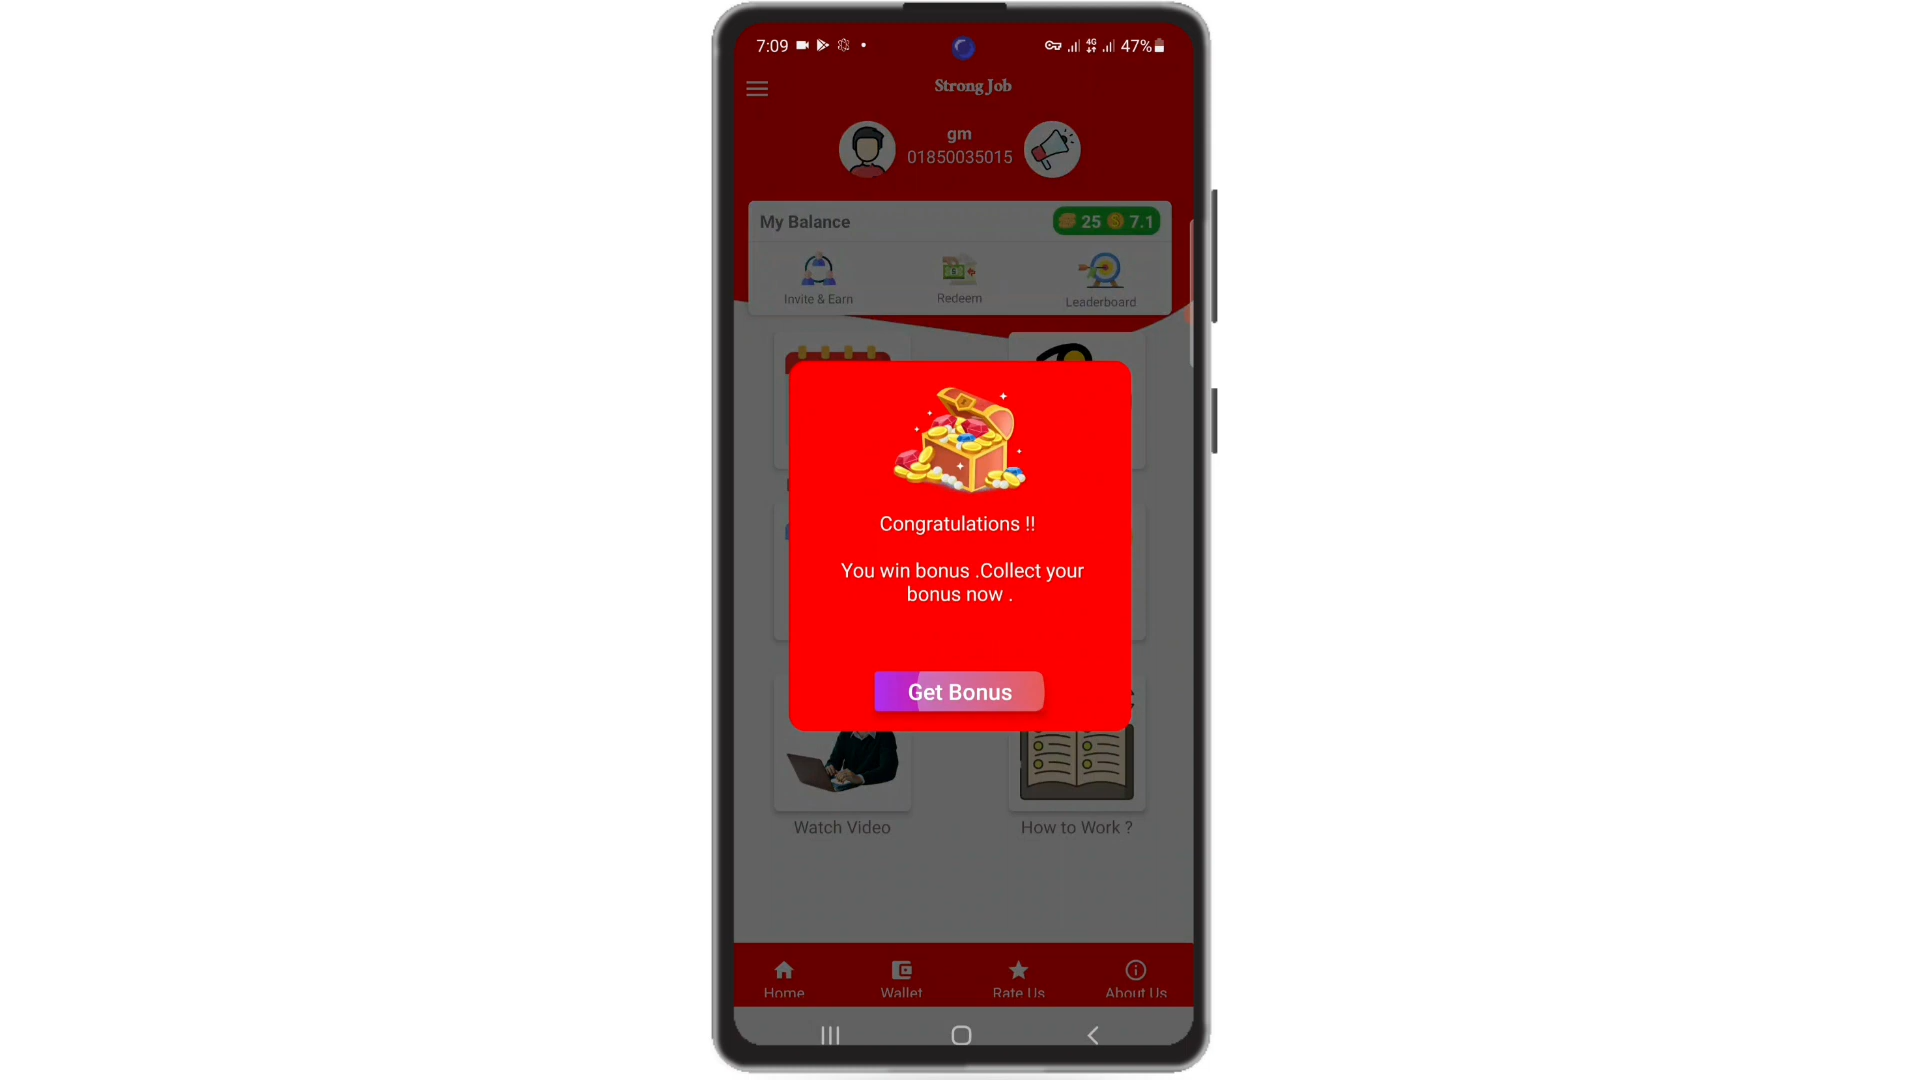 7:09
4G
47%
Strong Job
gm
01850035015
My Balance
25 7.1
Invite & Earn
Redeem
Leaderboard
Congratulations !!
You win bonus .Collect your
bonus now .
Get Bonus
Watch Video
How to Work ?
Home
Wallet
Rate Us
About Us